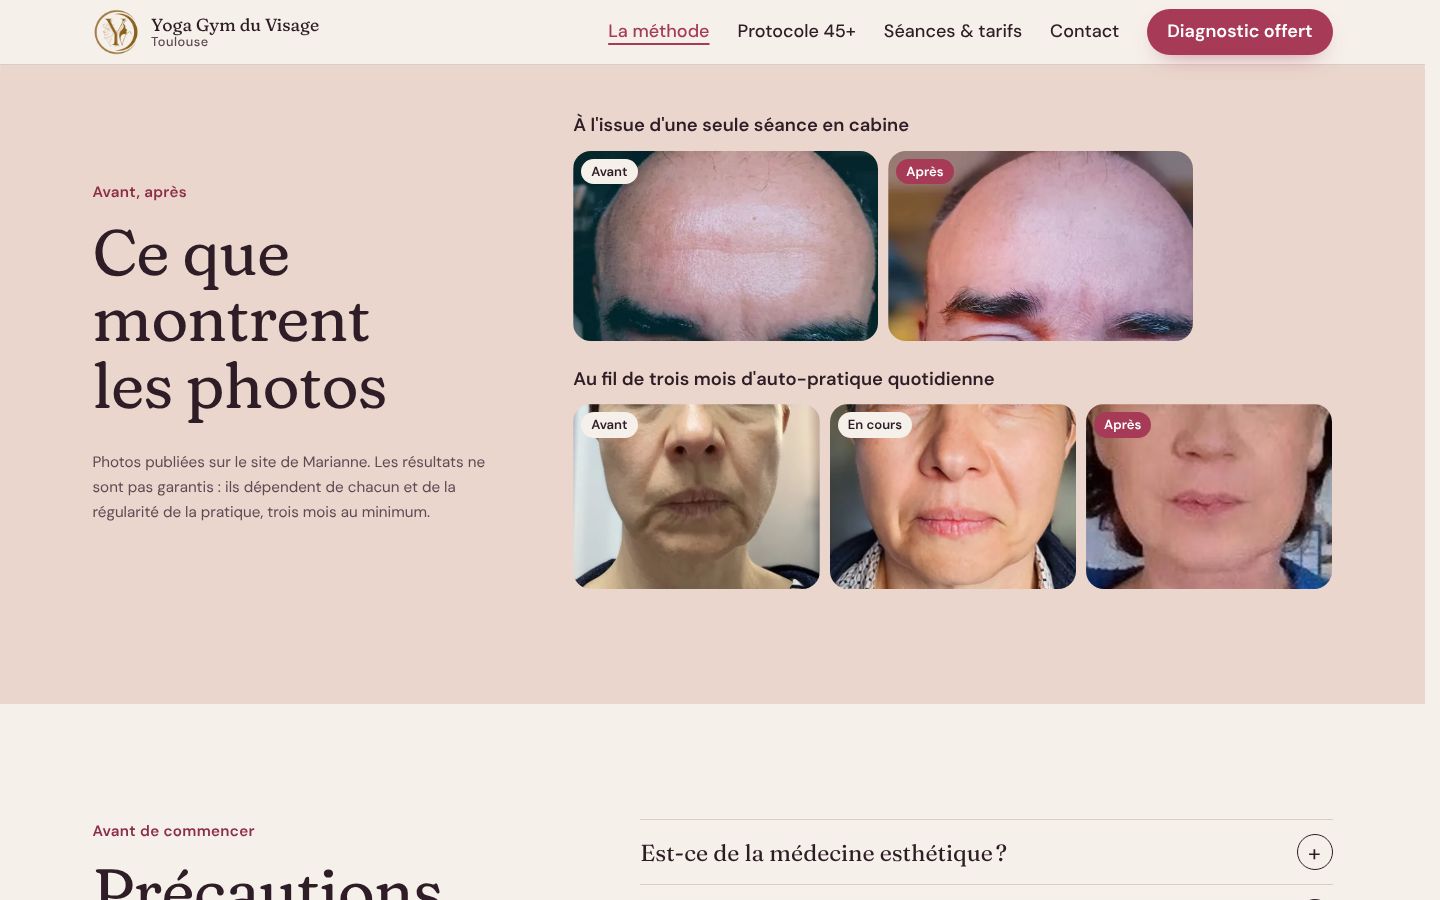 Yoga Gym du Visage
Toulouse
La méthode
Protocole 45+
Séances & tarifs
Contact
Diagnostic offert
Avant, après
Ce que
montrent
les photos
Photos publiées sur le site de Marianne. Les résultats ne
sont pas garantis : ils dépendent de chacun et de la
régularité de la pratique, trois mois au minimum.
À l'issue d'une seule séance en cabine
Avant
Après
Au fil de trois mois d'auto-pratique quotidienne
Avant
En cours
Après
Avant de commencer
Précautions
Est-ce de la médecine esthétique ?
+